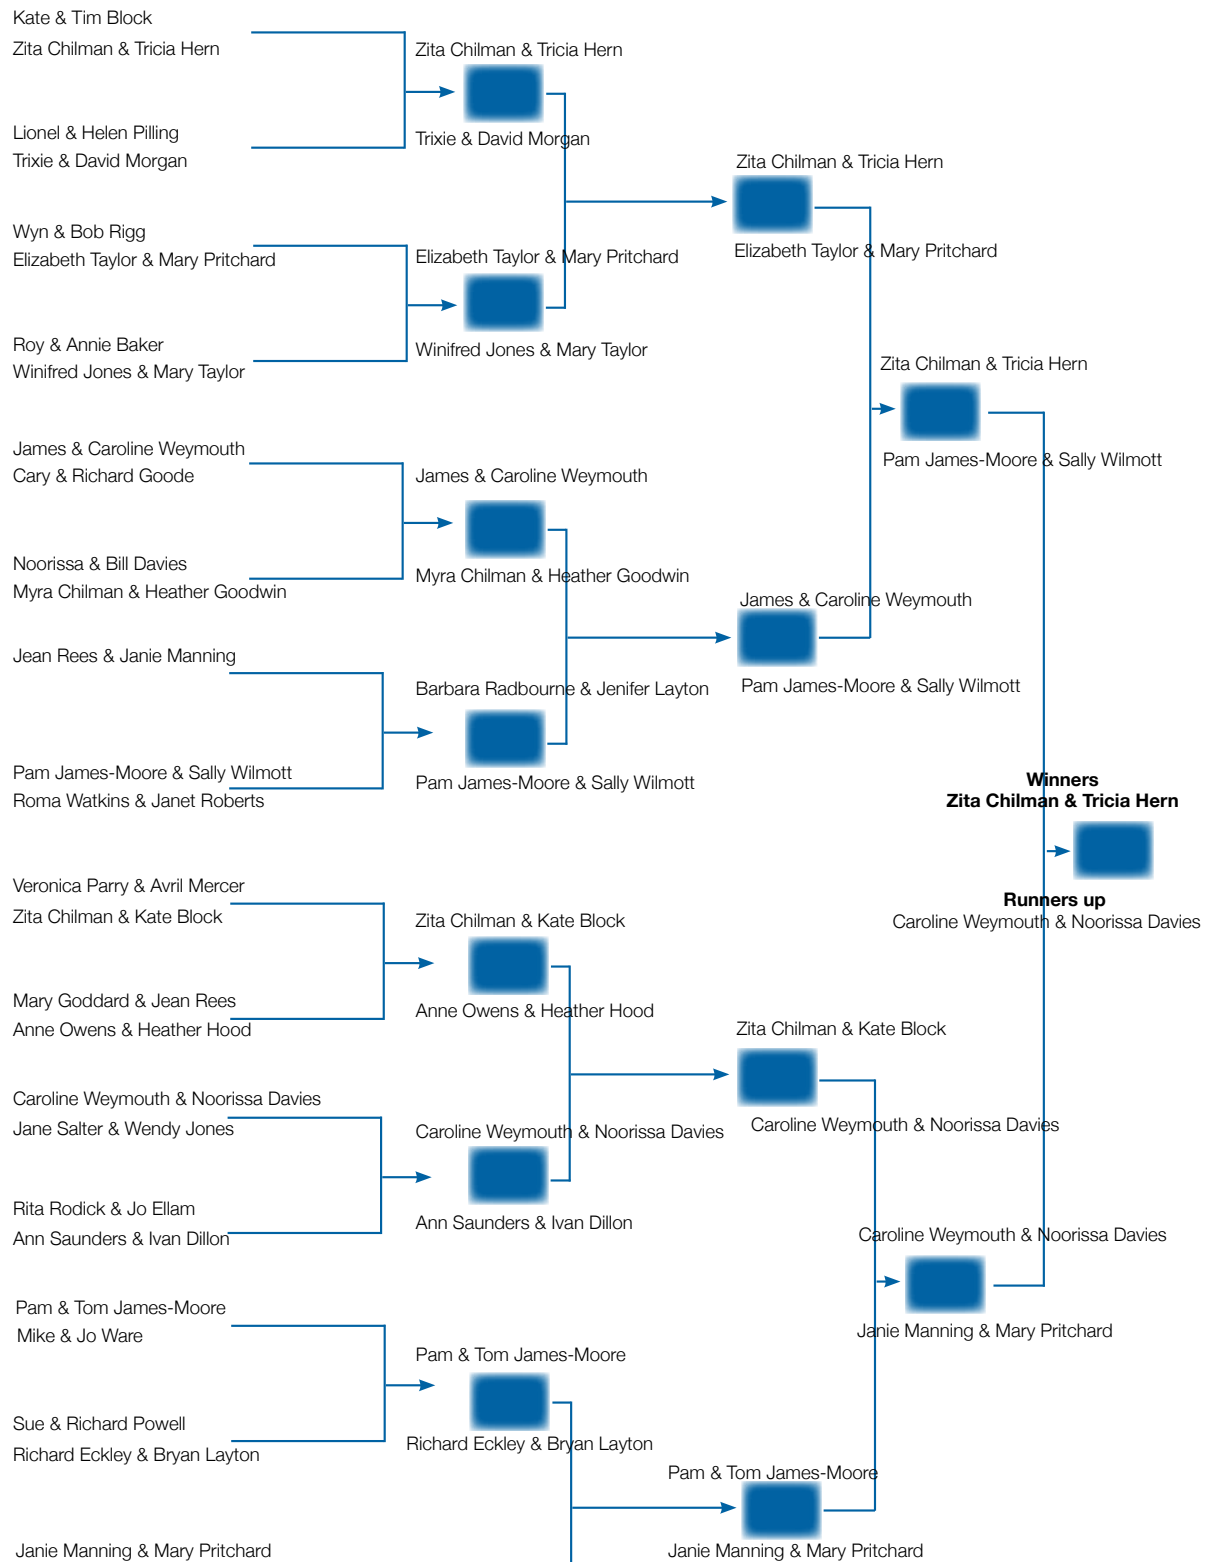 Kate & Tim Block
Zita Chilman & Tricia Hern
Lionel & Helen Pilling
Trixie & David Morgan
Wyn & Bob Rigg
Elizabeth Taylor & Mary Pritchard
Roy & Annie Baker
Winifred Jones & Mary Taylor
James & Caroline Weymouth
Cary & Richard Goode
Noorissa & Bill Davies
Myra Chilman & Heather Goodwin
Jean Rees & Janie Manning
Pam James-Moore & Sally Wilmott
Roma Watkins & Janet Roberts
Veronica Parry & Avril Mercer
Zita Chilman & Kate Block
Mary Goddard & Jean Rees
Anne Owens & Heather Hood
Caroline Weymouth & Noorissa Davies
Jane Salter & Wendy Jones
Rita Rodick & Jo Ellam
Ann Saunders & Ivan Dillon
Pam & Tom James-Moore
Mike & Jo Ware
Sue & Richard Powell
Richard Eckley & Bryan Layton
Janie Manning & Mary Pritchard
Zita Chilman & Tricia Hern
Trixie & David Morgan
Elizabeth Taylor & Mary Pritchard
Winifred Jones & Mary Taylor
James & Caroline Weymouth
Myra Chilman & Heather Goodwin
Barbara Radbourne & Jenifer Layton
Pam James-Moore & Sally Wilmott
Zita Chilman & Kate Block
Anne Owens & Heather Hood
Caroline Weymouth & Noorissa Davies
Ann Saunders & Ivan Dillon
Pam & Tom James-Moore
Richard Eckley & Bryan Layton
Zita Chilman & Tricia Hern
Elizabeth Taylor & Mary Pritchard
James & Caroline Weymouth
Pam James-Moore & Sally Wilmott
Zita Chilman & Kate Block
Caroline Weymouth & Noorissa Davies
Pam & Tom James-Moore
Janie Manning & Mary Pritchard
Zita Chilman & Tricia Hern
Pam James-Moore & Sally Wilmott
Caroline Weymouth & Noorissa Davies
Janie Manning & Mary Pritchard
Winners
Zita Chilman & Tricia Hern
Runners up
Caroline Weymouth & Noorissa Davies